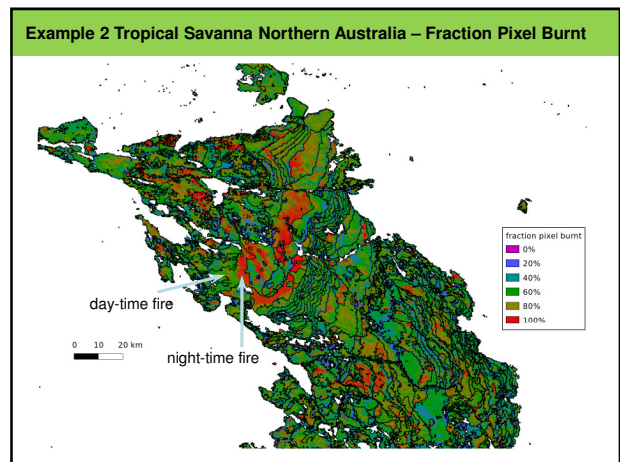 Example 2 Tropical Savanna Northern Australia – Fraction Pixel Burnt
fraction pixel burnt
0%
20%
40%
60%
80%
100%
day-time fire
night-time fire
0 10 20 km